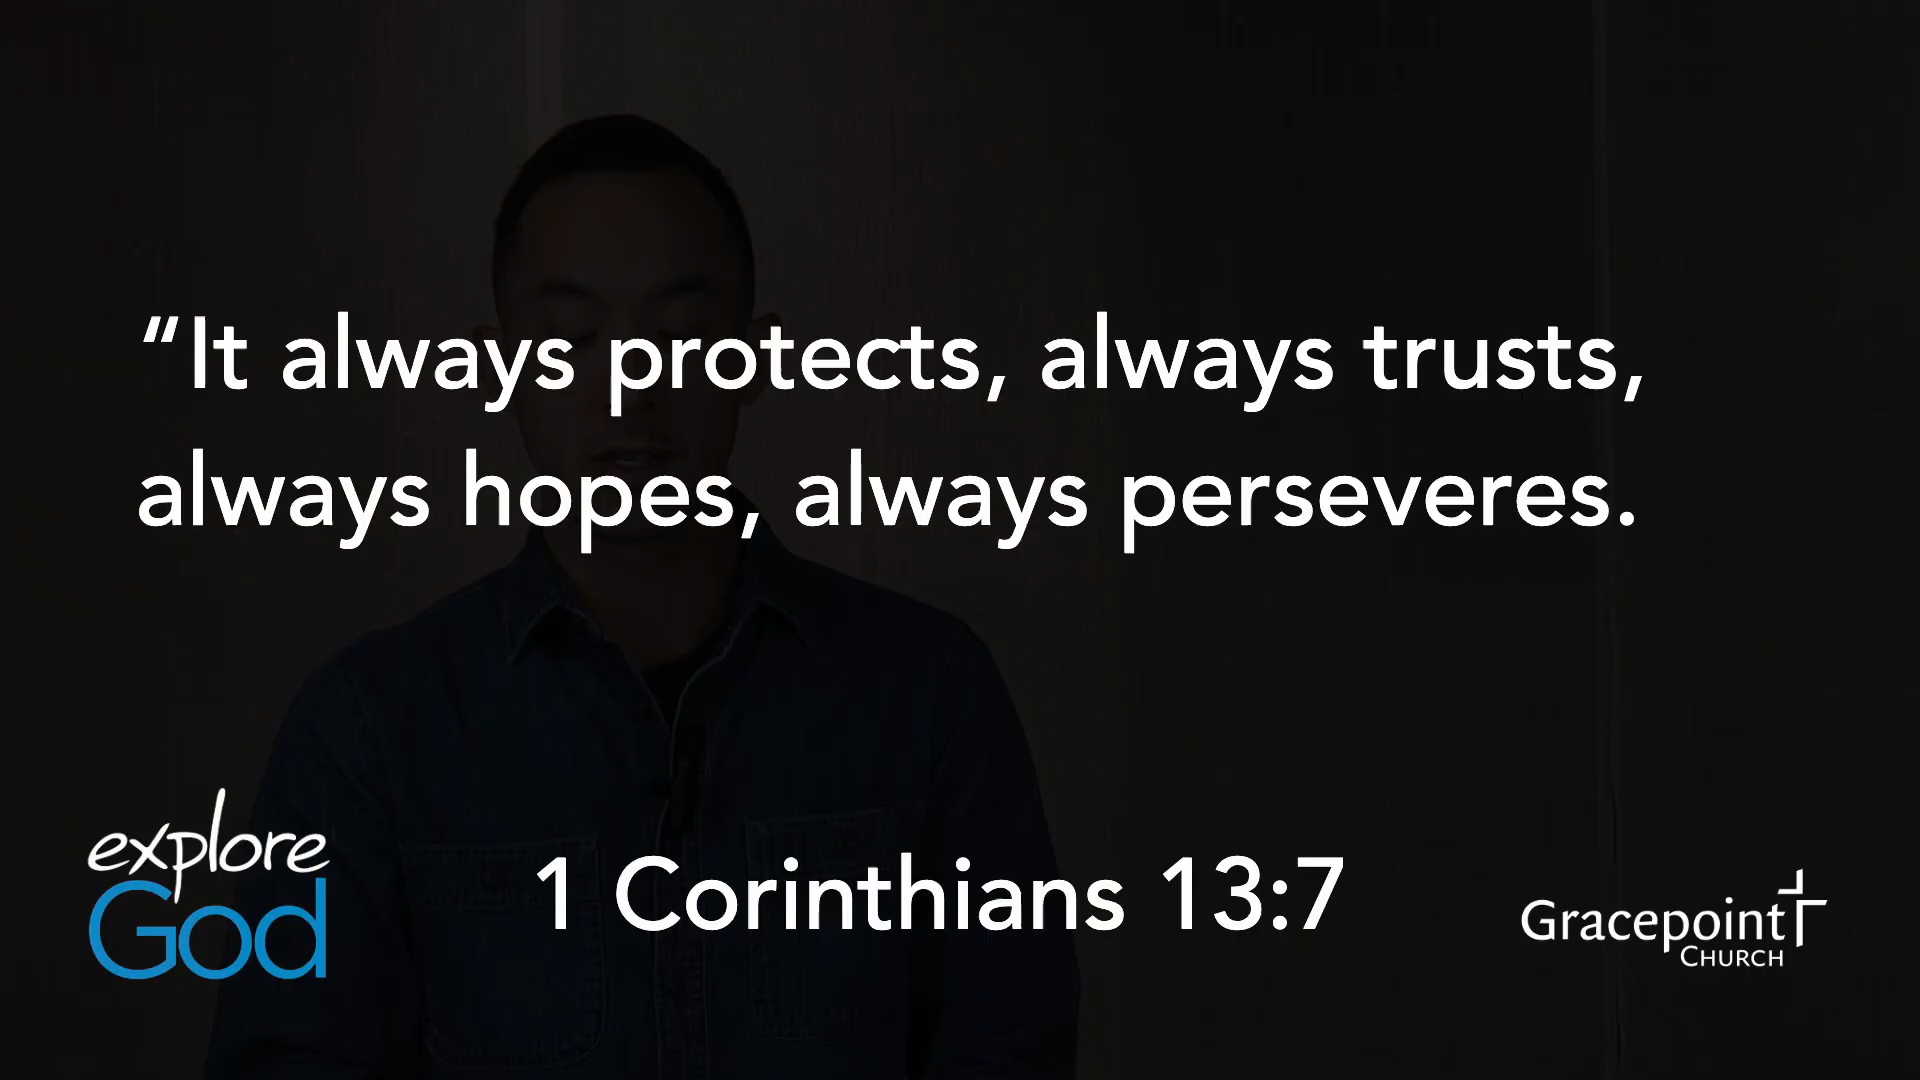 “It always protects, always trusts,
always hopes, always perseveres.
explore
God
1 Corinthians 13:7
Gracepoint
CHURCH